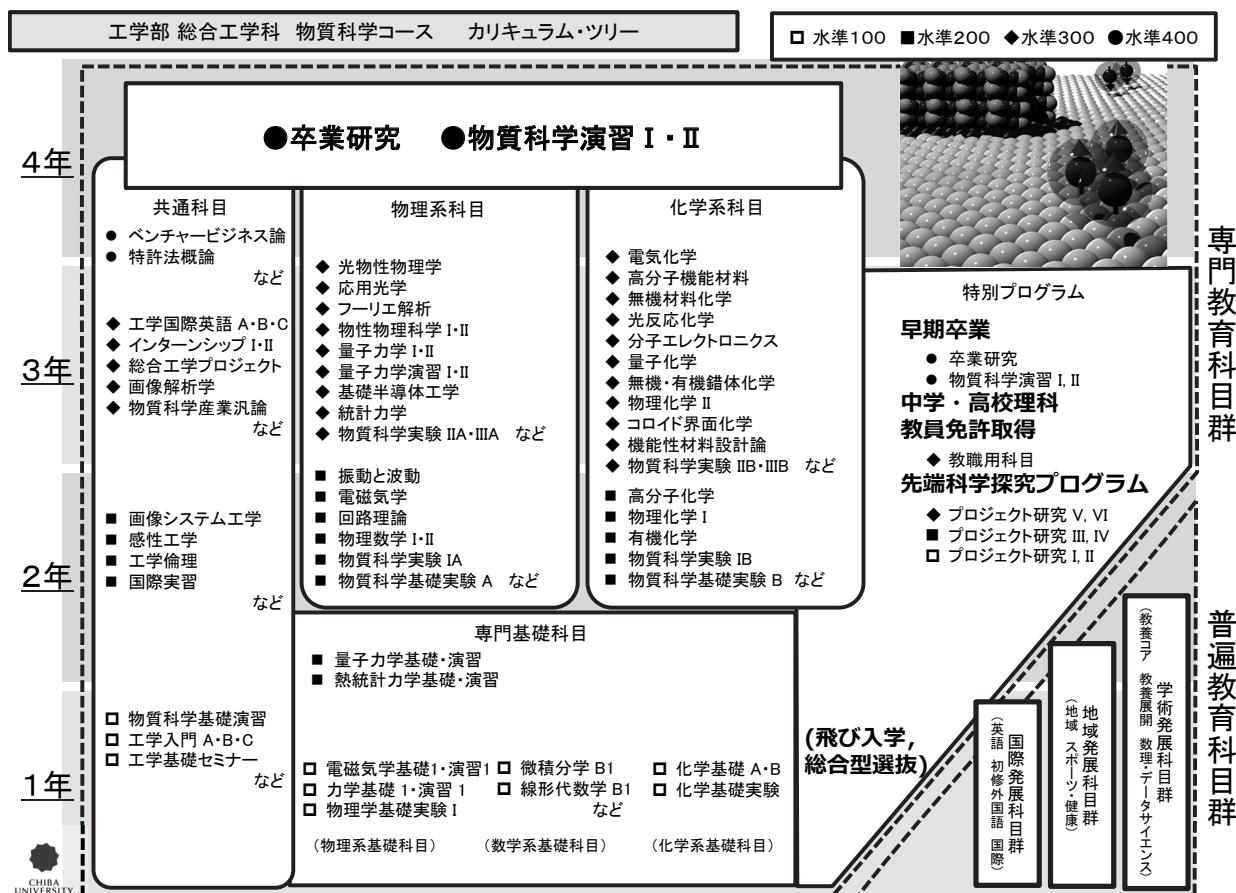 工学部 総合工学科 物質科学コース カリキュラム・ツリー
□ 水準100 ■水準200 ◆水準300 ●水準400
●卒業研究 ●物質科学演習 I・II
4年
3年
2年
1年
共通科目
● ベンチャービジネス論
● 特許法概論
など
◆ 工学国際英語 A・B・C
◆ インターンシップ I・II
◆ 総合工学プロジェクト
◆ 画像解析学
◆ 物質科学産業汎論
など
■ 画像システム工学
■ 感性工学
■ 工学倫理
■ 国際実習
など
□ 物質科学基礎演習
□ 工学入門 A・B・C
□ 工学基礎セミナー
など
物理系科目
◆ 光物性物理学
◆ 応用光学
◆ フーリエ解析
◆ 物性物理科学 I・II
◆ 量子力学 I・II
◆ 量子力学演習 I・II
◆ 基礎半導体工学
◆ 統計力学
◆ 物質科学実験 IIA・IIIA など
■ 振動と波動
■ 電磁気学
■ 回路理論
■ 物理数学 I・II
■ 物質科学実験 IA
■ 物質科学基礎実験 A など
化学系科目
◆ 電気化学
◆ 高分子機能材料
◆ 無機材料化学
◆ 光反応化学
◆ 分子エレクトロニクス
◆ 量子化学
◆ 無機・有機錯体化学
◆ 物理化学 II
◆ コロイド界面化学
◆ 機能性材料設計論
◆ 物質科学実験 IIB・IIIB など
■ 高分子化学
■ 物理化学 I
■ 有機化学
■ 物質科学実験 IB
■ 物質科学基礎実験 B など
専門基礎科目
■ 量子力学基礎・演習
■ 熱統計力学基礎・演習
□ 電磁気学基礎1・演習1
□ 力学基礎 1・演習 1
□ 物理学基礎実験 I
（物理系基礎科目）
□ 微積分学 B1
□ 線形代数学 B1
など
（数学系基礎科目）
□ 化学基礎 A・B
□ 化学基礎実験
（化学系基礎科目）
特別プログラム
早期卒業
● 卒業研究
● 物質科学演習 I, II
中学・高校理科
教員免許取得
◆ 教職用科目
先端科学探究プログラム
◆ プロジェクト研究 V, VI
■ プロジェクト研究 III, IV
□ プロジェクト研究 I, II
(飛び入学,
総合型選抜)
専門教育科目群
普遍教育科目群
国際発展科目群
（英語 初修外国語 国際）
地域発展科目群
（地域 スポーツ・健康）
学術発展科目群
（教養コア 教養展開 数理・データサイエンス）
CHIBA
UNIVERSITY